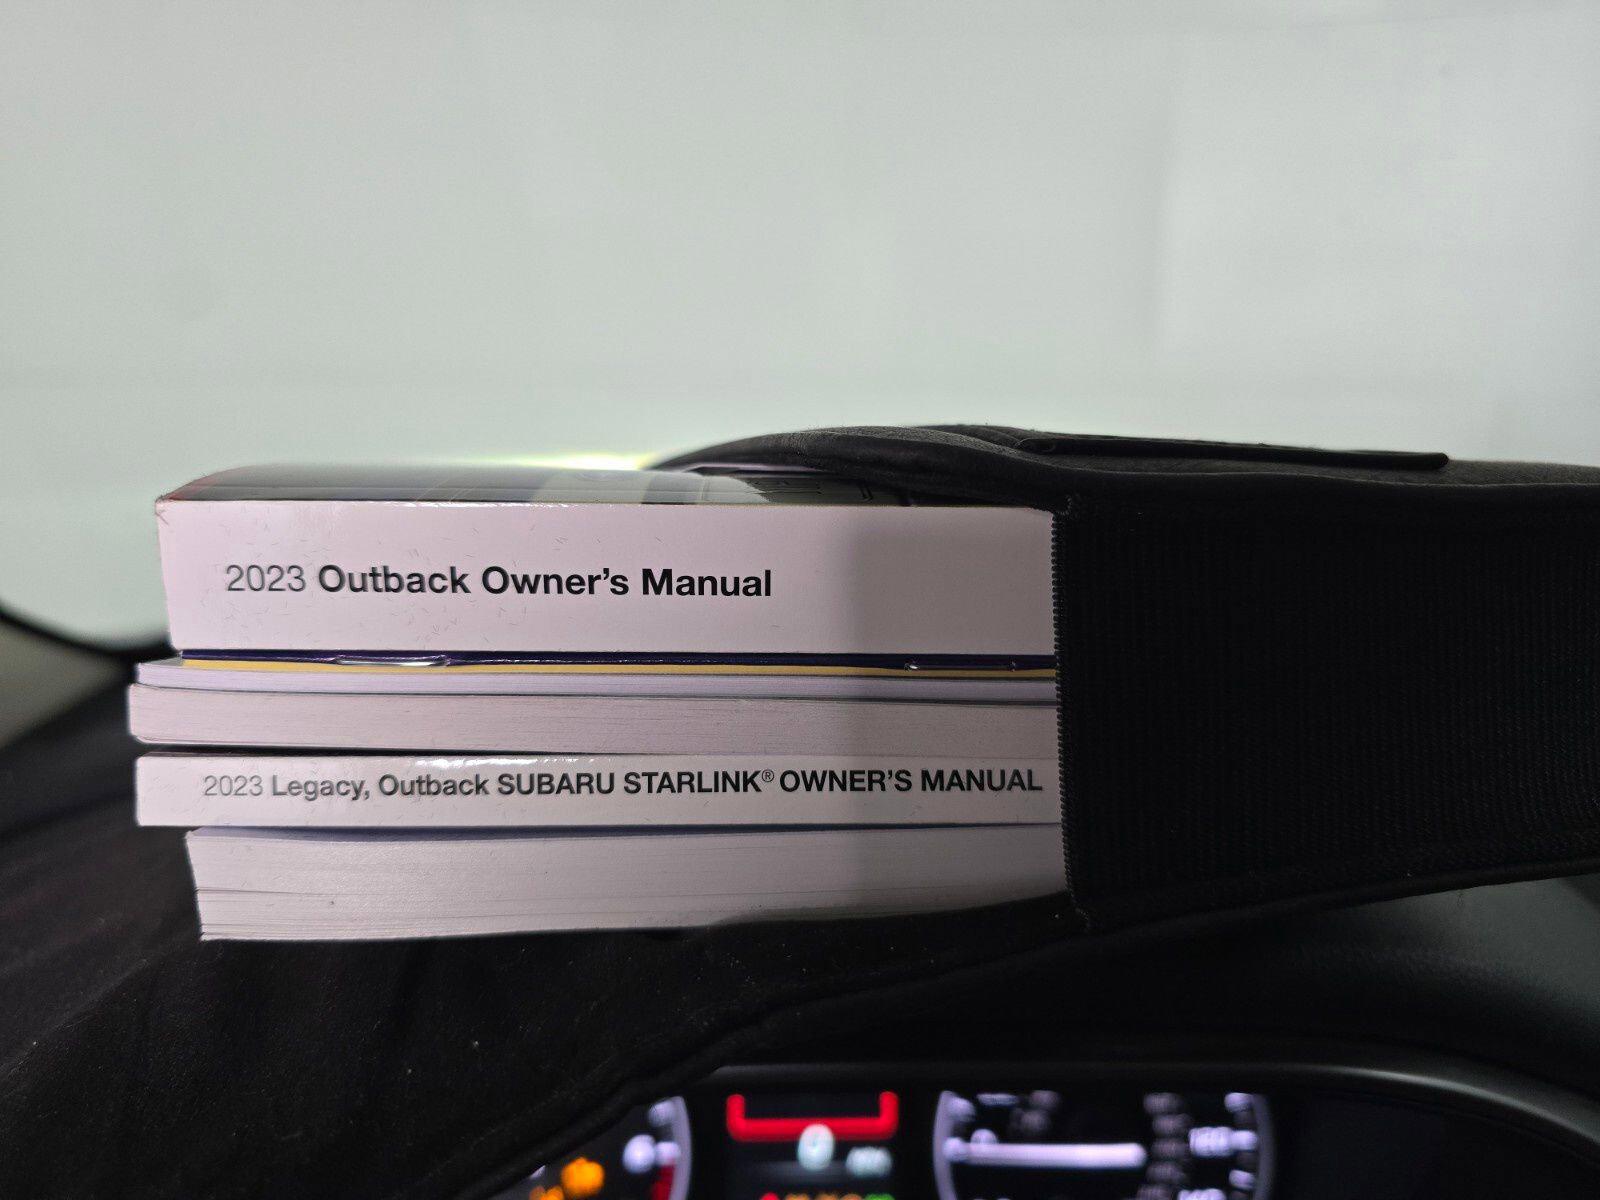 2023 Outback Owner's Manual
2023 Legacy, Outback SUBARU STARLINK® OWNER'S MANUAL